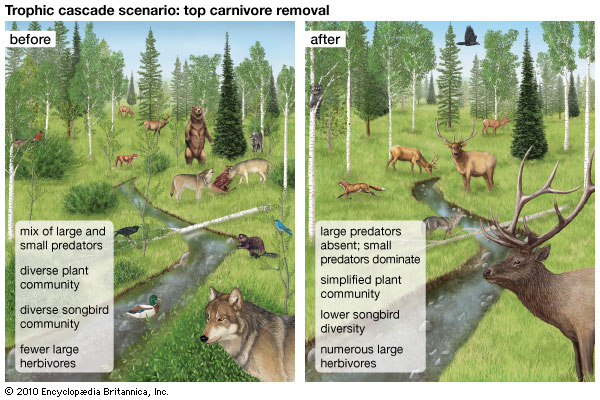 Trophic cascade scenario: top carnivore removal
before
mix of large and
small predators
diverse plant
community
diverse songbird
community
fewer large
herbivores
after
large predators
absent; small
predators dominate
simplified plant
community
lower songbird
diversity
numerous large
herbivores
© 2010 Encyclopædia Britannica, Inc.